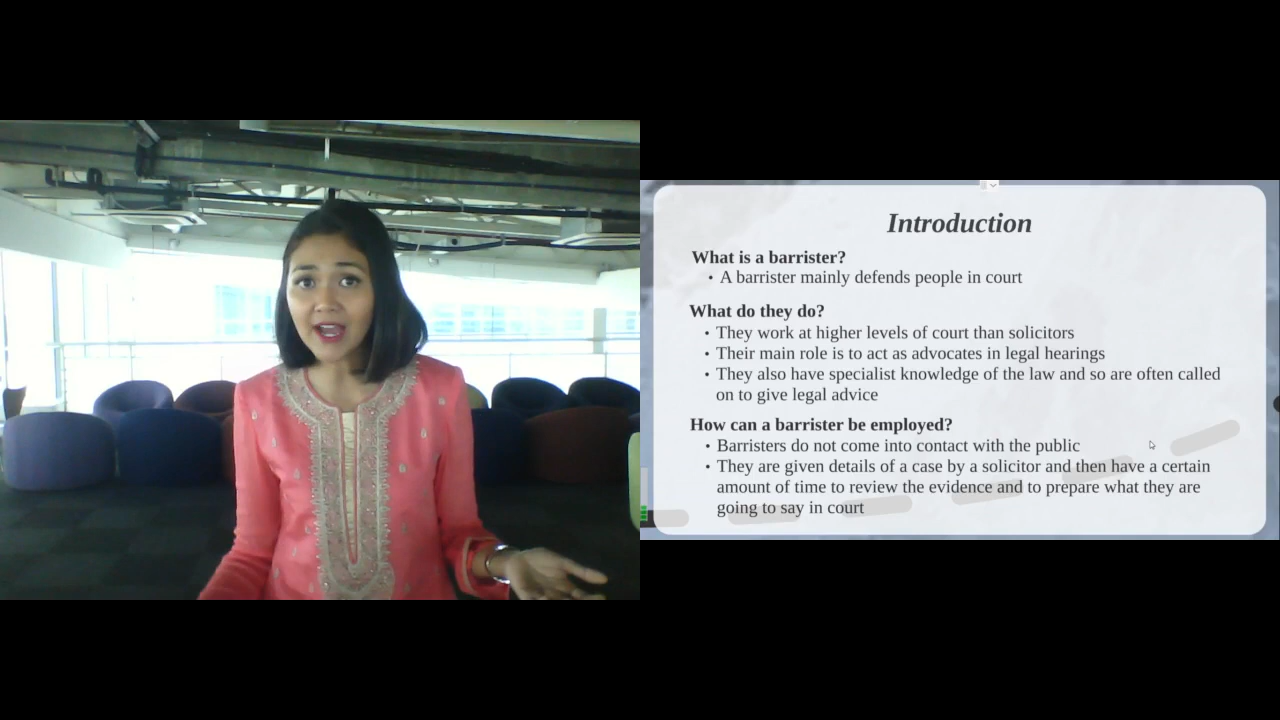 Introduction
What is a barrister?
• A barrister mainly defends people in court
What do they do?
• They work at higher levels of court than solicitors
• Their main role is to act as advocates in legal hearings
• They also have specialist knowledge of the law and so are often called
on to give legal advice
How can a barrister be employed?
• Barristers do not come into contact with the public
• They are given details of a case by a solicitor and then have a certain
amount of time to review the evidence and to prepare what they are
going to say in court